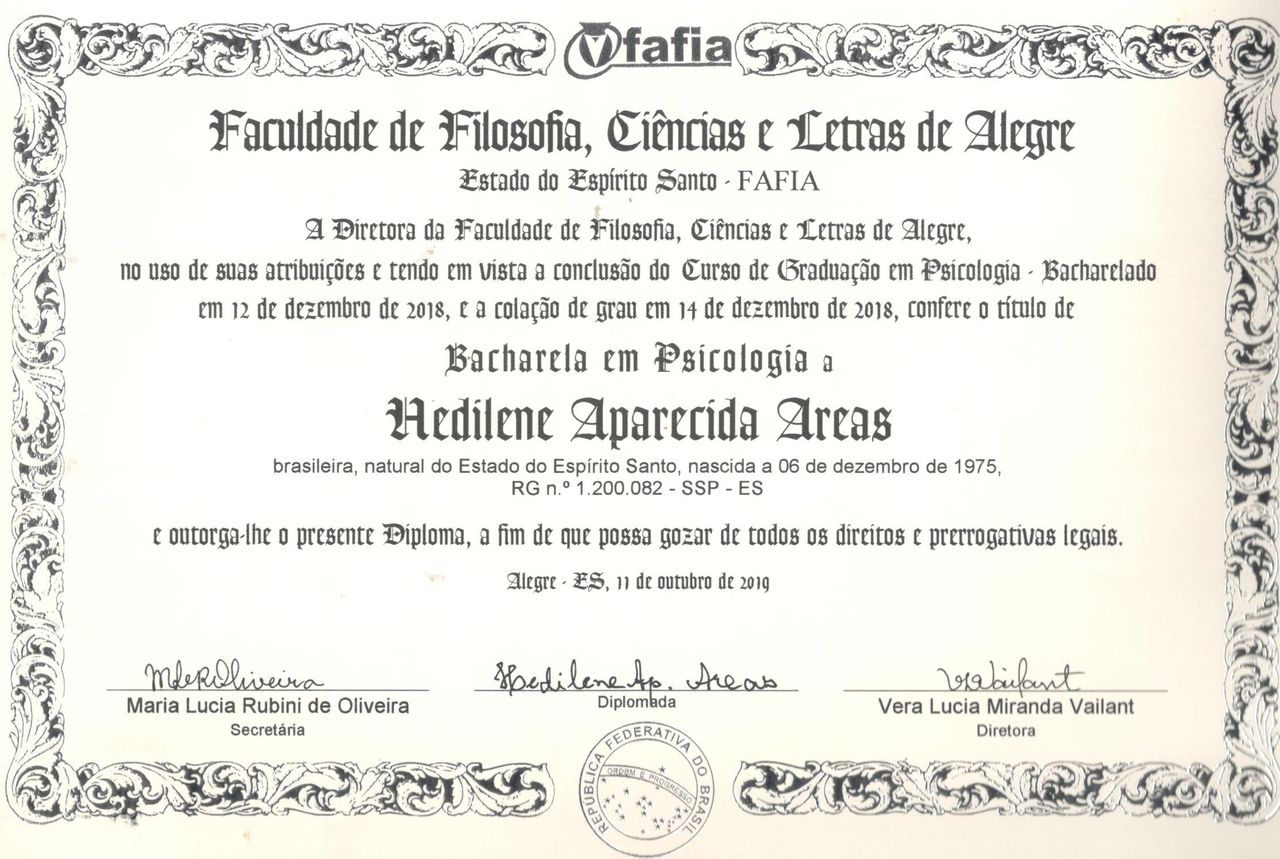 fafia
Faculdade de Filosofia, Ciências e Letras de Alegre
Estado do Espírito Santo - FAFIA
A Diretora da Faculdade de Filosofia, Ciências e Letras de Alegre,
no uso de suas atribuições e tendo em vista a conclusão do Curso de Graduação em Psicologia - Bacharelado
em 12 de dezembro de 2018, e a colação de grau em 14 de dezembro de 2018, confere o título de
Bacharela em Psicologia a
Hedilene Aparecida Areas
brasileira, natural do Estado do Espírito Santo, nascida a 06 de dezembro de 1975,
RG n.º 1.200.082 - SSP - ES
e outorga-lhe o presente Diploma, a fim de que possa gozar de todos os direitos e prerrogativas legais.
Alegre - ES, 11 de outubro de 2019
MdeROliveira Hedilene Ap. Areas VMVailant
Maria Lucia Rubini de Oliveira Diplomada Vera Lucia Miranda Vailant
Secretária Diretora
REPÚBLICA FEDERATIVA DO BRASIL
ORDEM E PROGRESSO